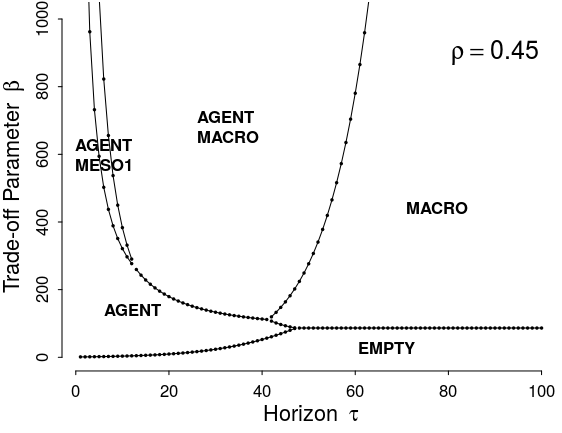 ρ = 0.45
AGENT
MACRO
AGENT
MESO1
MACRO
AGENT
EMPTY
Trade-off Parameter β
0
200
400
600
800
1000
0
20
40
60
80
100
Horizon τ